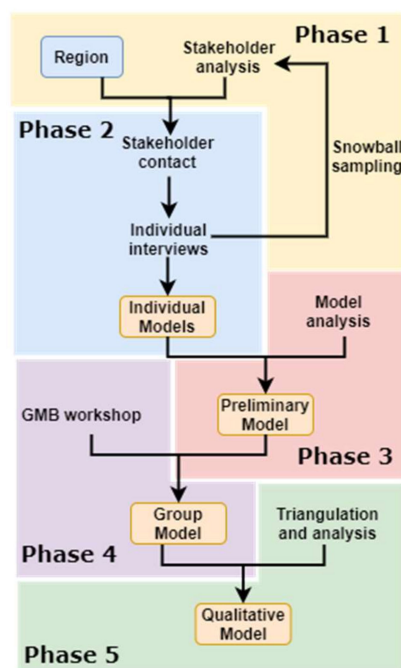 Phase 1
Region
Stakeholder
analysis
Phase 2
Stakeholder
contact
Snowball
sampling
Individual
interviews
Individual
Models
Model
analysis
GMB workshop
Preliminary
Model
Phase 3
Group
Model
Triangulation
and analysis
Phase 4
Qualitative
Model
Phase 5